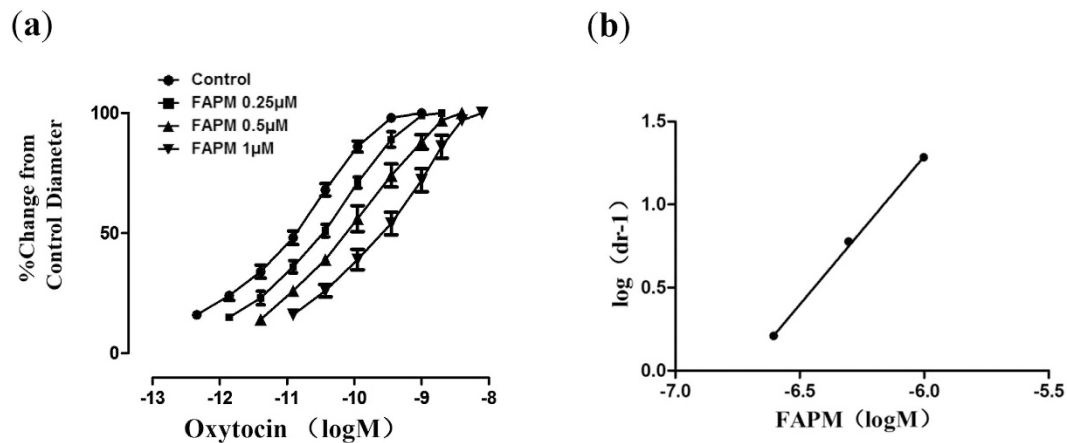 (a)
Control
FAPM 0.25µM
FAPM 0.5µM
FAPM 1µM
%Change from
Control Diameter
100
50
0
-13 -12 -11 -10 -9 -8
Oxytocin （logM）
(b)
log（dr-1）
1.5
1.0
0.5
0.0
-7.0 -6.5 -6.0 -5.5
FAPM（logM）